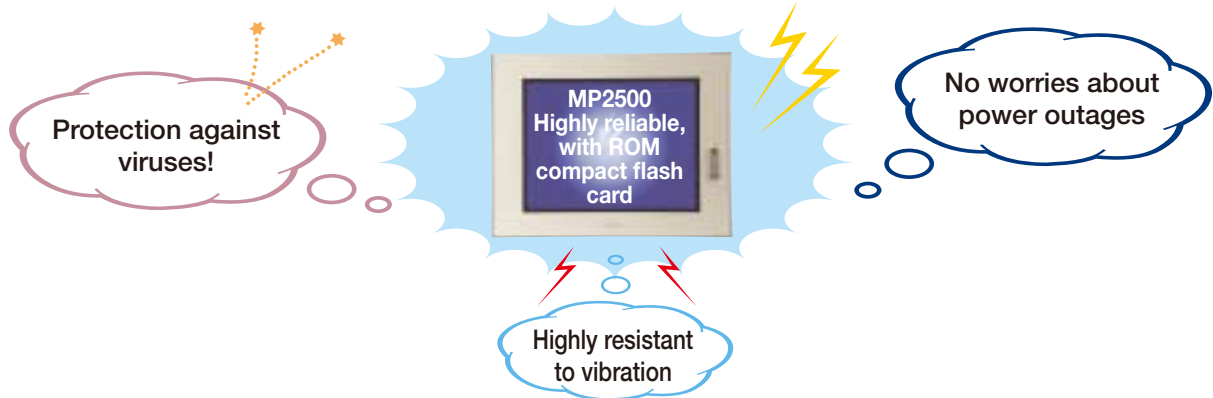 Protection against
viruses!
MP2500
Highly reliable,
with ROM
compact flash
card
No worries about
power outages
Highly resistant
to vibration